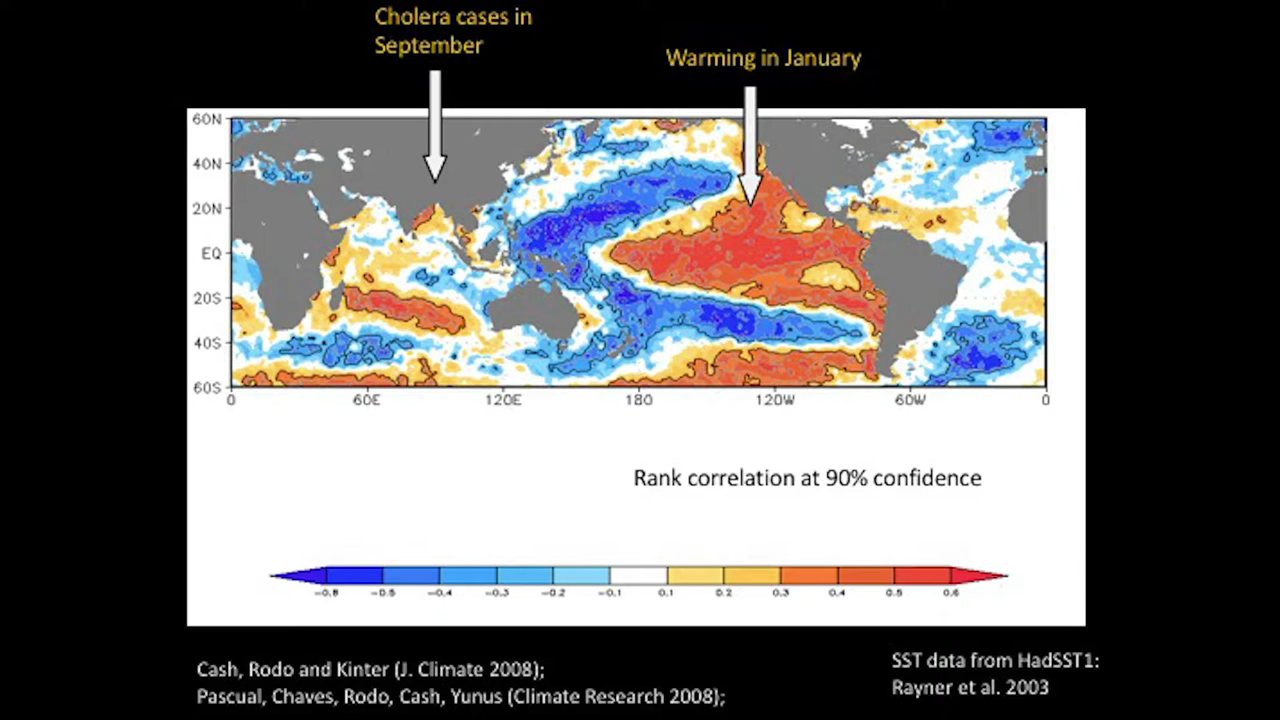 Cholera cases in
September
Warming in January
60N
40N
20N
EQ
20S
40S
60S
0 60E 120E 180 120W 60W 0
Rank correlation at 90% confidence
-0.6 -0.5 -0.4 -0.3 -0.2 -0.1 0.1 0.2 0.3 0.4 0.5 0.6
Cash, Rodo and Kinter (J. Climate 2008);
Pascual, Chaves, Rodo, Cash, Yunus (Climate Research 2008);
SST data from HadSST1:
Rayner et al. 2003